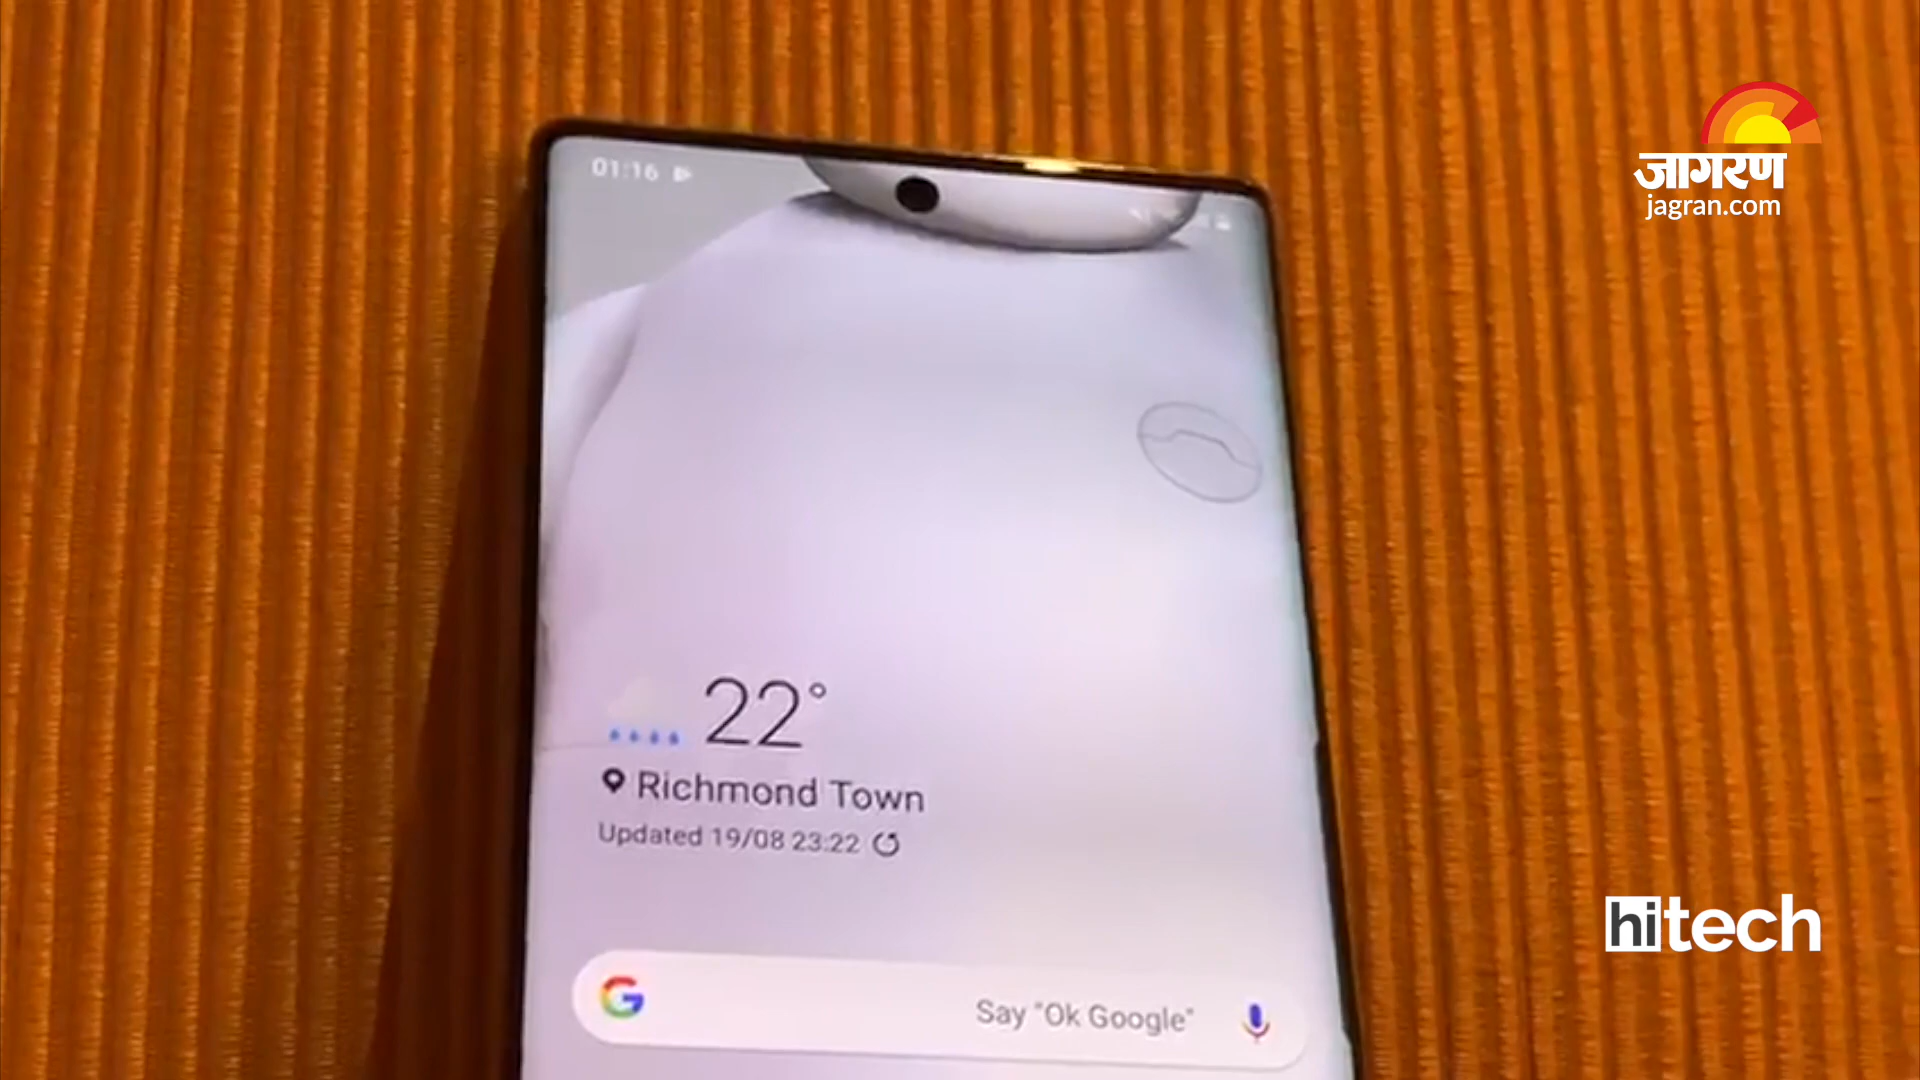 01:16
जागरण
jagran.com
22°
Richmond Town
Updated 19/08 23:22
hitech
G
Say "Ok Google"